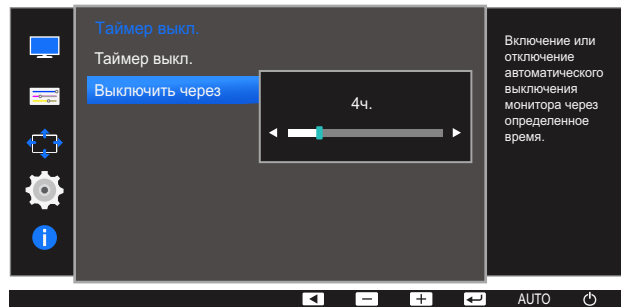 Таймер выкл.
Таймер выкл.
Выключить через
4ч.
Включение или
отключение
автоматического
выключения
монитора через
определенное
время.
AUTO